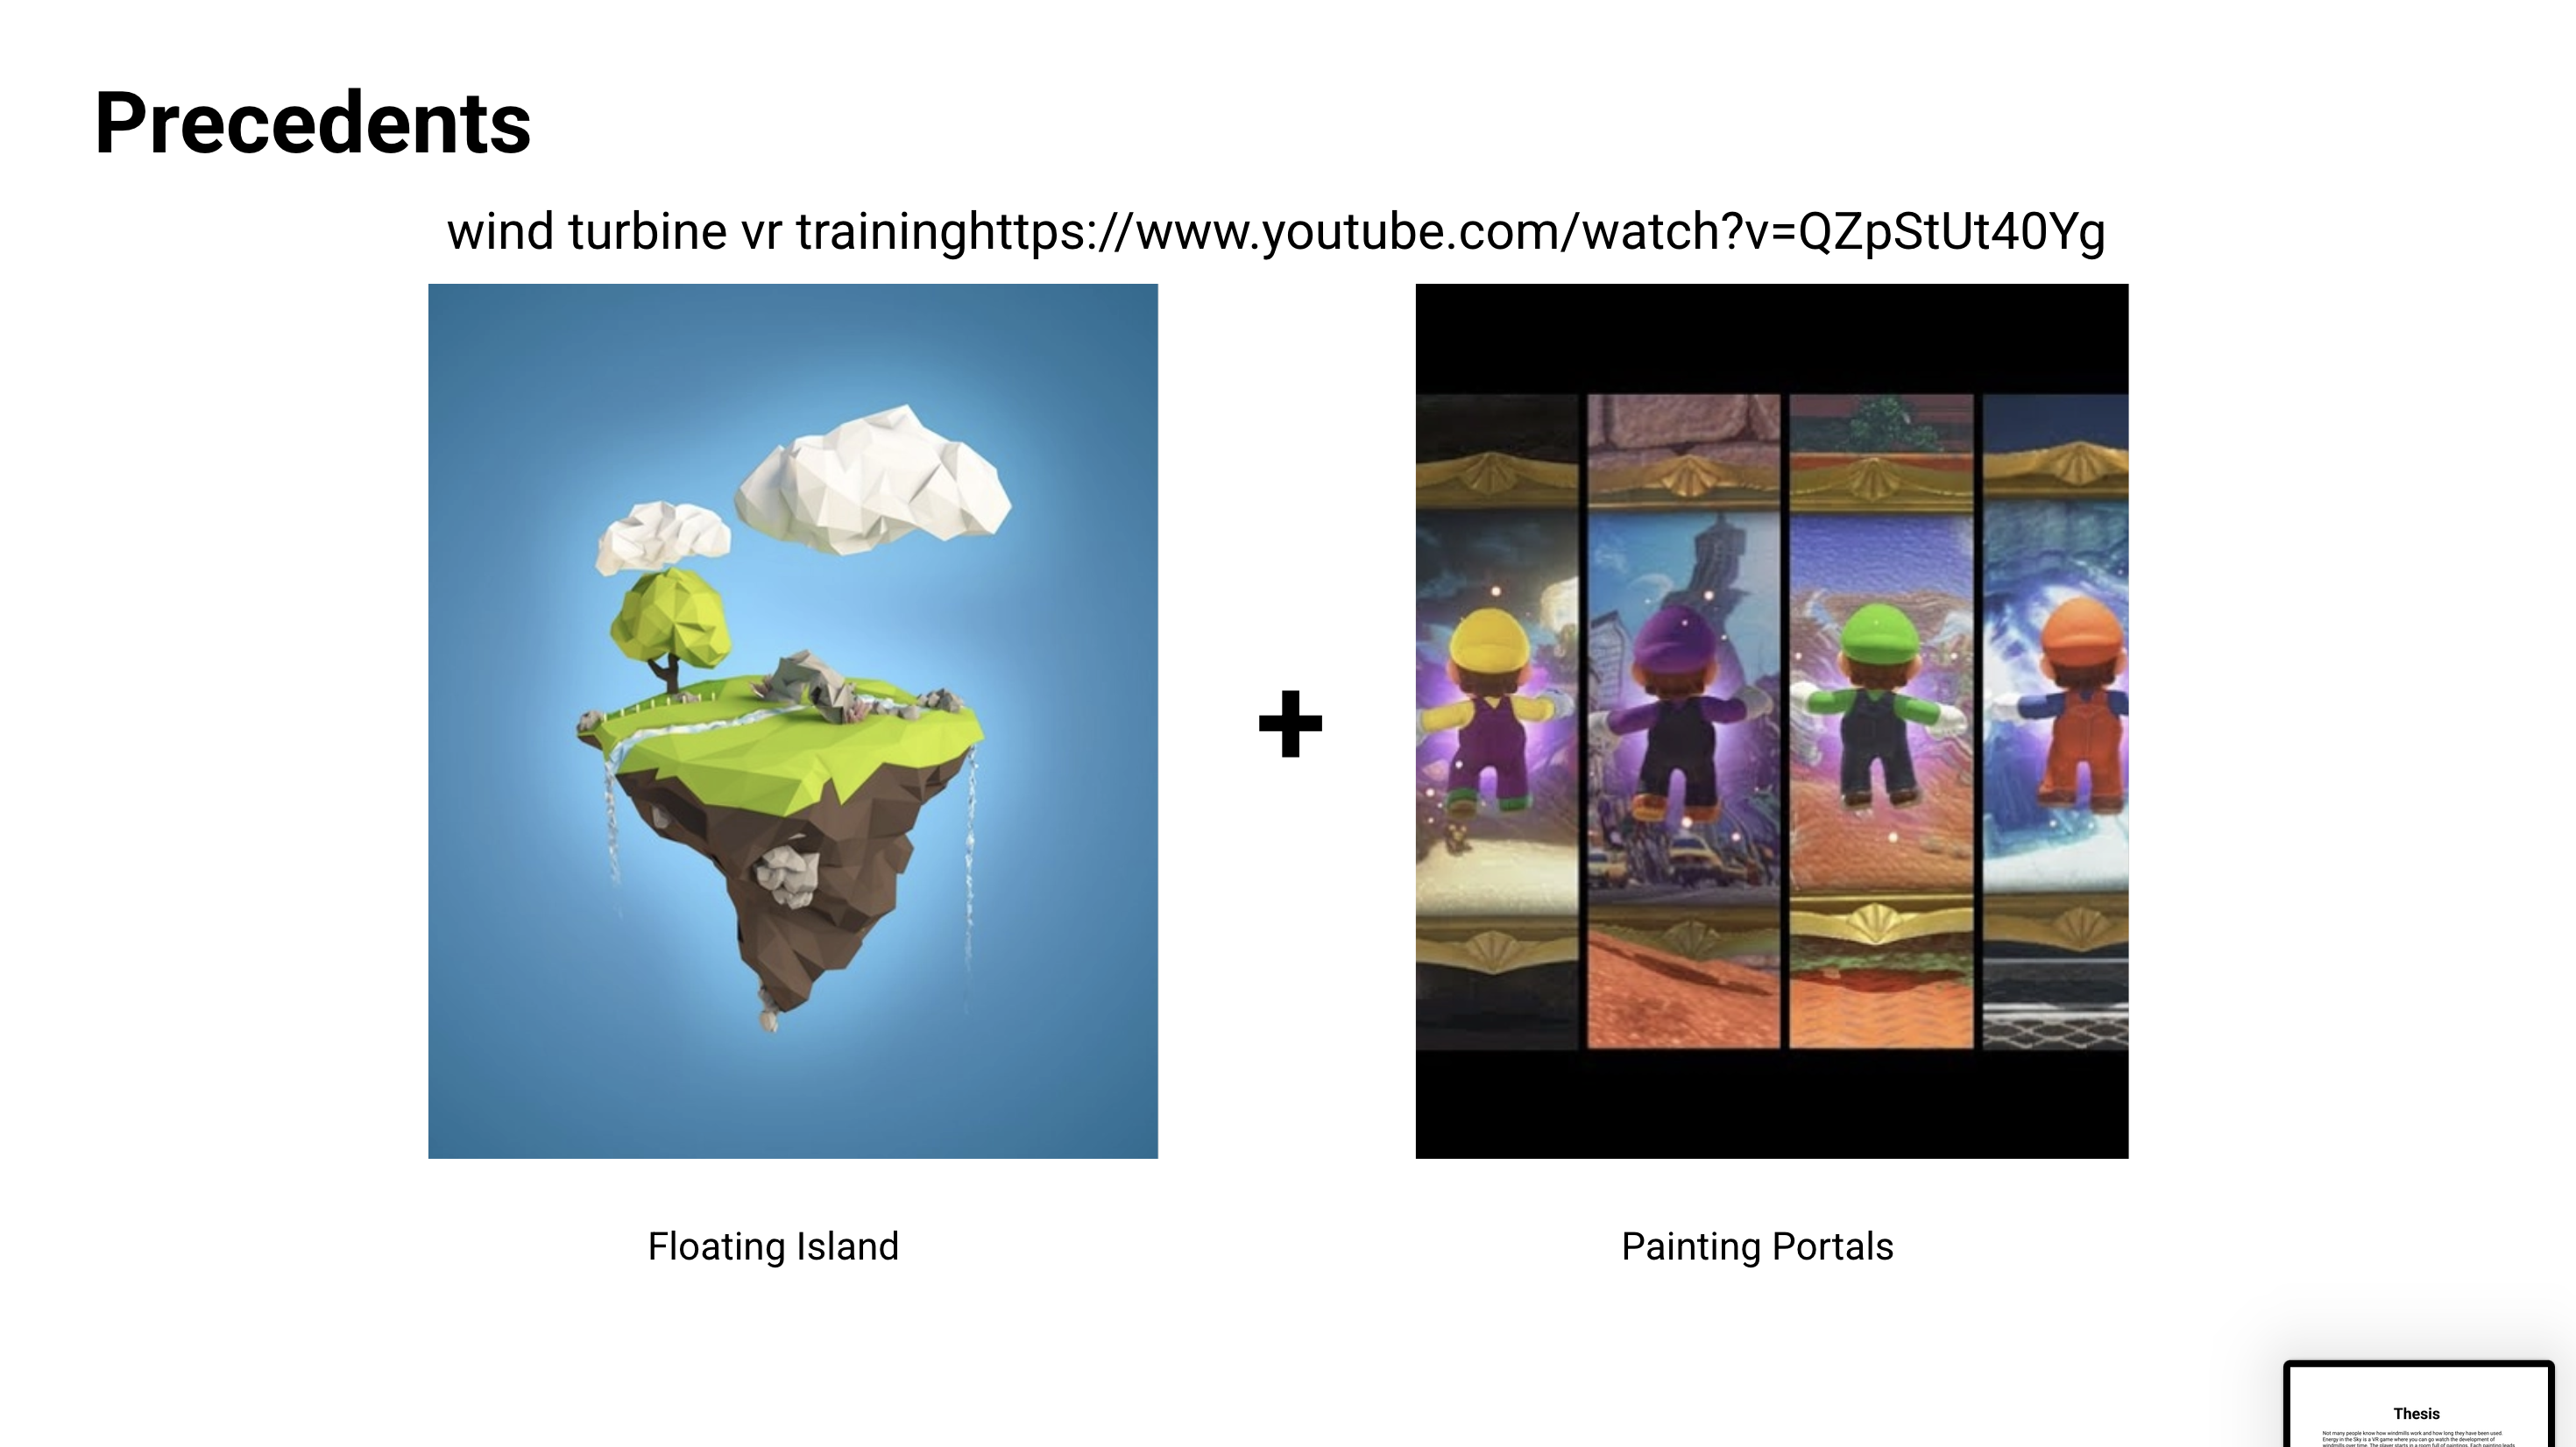 Precedents
wind turbine vr traininghttps://www.youtube.com/watch?v=QZpStUt40Yg
+
Floating Island
Painting Portals
Thesis
Not many people know how windmills work and how long they have been used.
Energy in the Sky is a VR game where you can go watch the development of
windmills over time. The player starts in a room full of paintings. Each painting leads